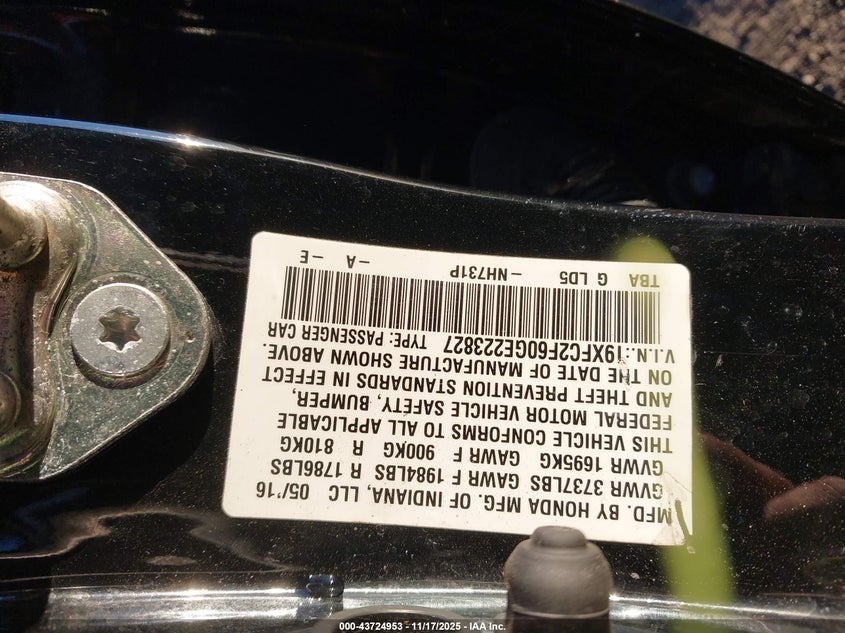 MFD. BY HONDA MFG. OF INDIANA, LLC 05/'16
GVWR 3737LBS GAWR F 1984LBS R 1786LBS
GVWR 1695KG GAWR F 900KG R 810KG
THIS VEHICLE CONFORMS TO ALL APPLICABLE
FEDERAL MOTOR VEHICLE SAFETY, BUMPER,
AND THEFT PREVENTION STANDARDS IN EFFECT
ON THE DATE OF MANUFACTURE SHOWN ABOVE.
V.I.N.:19XFC2F60GE223827 TYPE: PASSENGER CAR
TBA G LD5 -NH731P -A -E
000-43724953 — 11/17/2025 — IAA Inc.